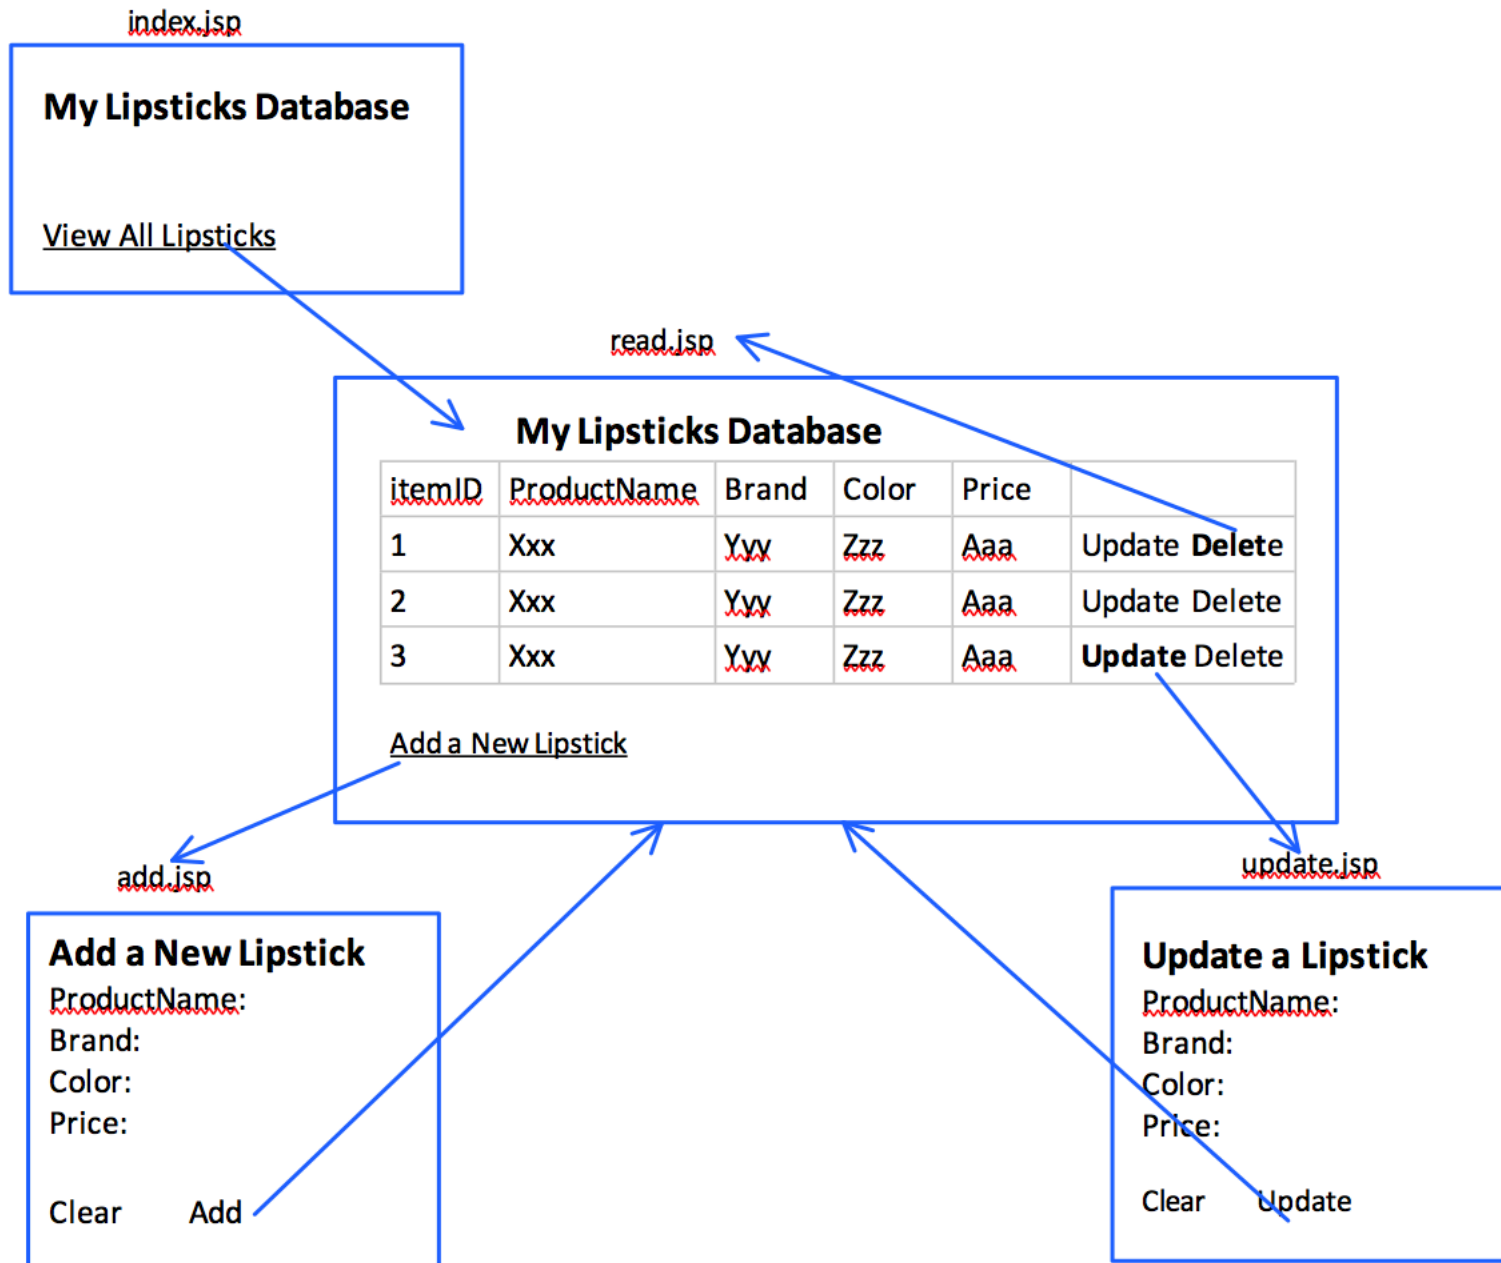 index.jsp
My Lipsticks Database
View All Lipsticks
read.jsp
My Lipsticks Database
itemID ProductName Brand Color Price
1 Xxx Yyy Zzz Aaa Update Delete
2 Xxx Yyy Zzz Aaa Update Delete
3 Xxx Yyy Zzz Aaa Update Delete
Add a New Lipstick
add.jsp
Add a New Lipstick
ProductName:
Brand:
Color:
Price:
Clear Add
update.jsp
Update a Lipstick
ProductName:
Brand:
Color:
Price:
Clear Update